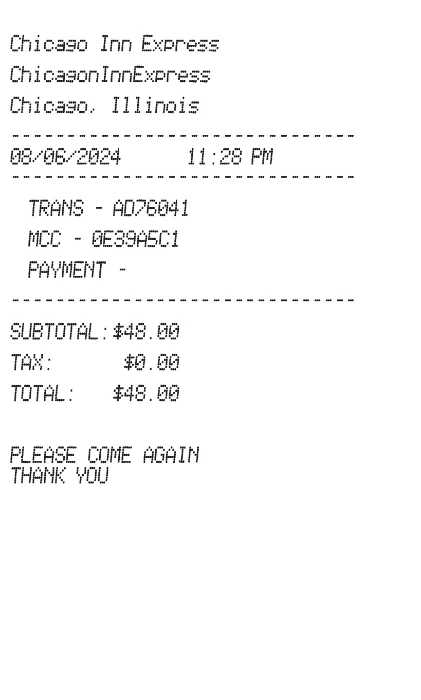 Chicago Inn Express
ChicagonInnExpress
Chicago, Illinois
-----------------------------
08/06/2024 11:28 PM
-----------------------------
TRANS - AD76041
MCC - 0E39A5C1
PAYMENT -
-----------------------------
SUBTOTAL:$48.00
TAX: $0.00
TOTAL: $48.00
PLEASE COME AGAIN
THANK YOU